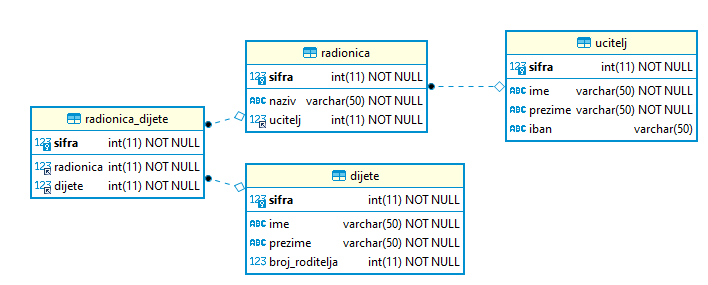 radionica
123 sifra int(11) NOT NULL
ABC naziv varchar(50) NOT NULL
123 ucitelj int(11) NOT NULL
ucitelj
123 sifra int(11) NOT NULL
ABC ime varchar(50) NOT NULL
ABC prezime varchar(50) NOT NULL
ABC iban varchar(50)
radionica_dijete
123 sifra int(11) NOT NULL
123 radionica int(11) NOT NULL
123 dijete int(11) NOT NULL
dijete
123 sifra int(11) NOT NULL
ABC ime varchar(50) NOT NULL
ABC prezime varchar(50) NOT NULL
123 broj_roditelja int(11) NOT NULL